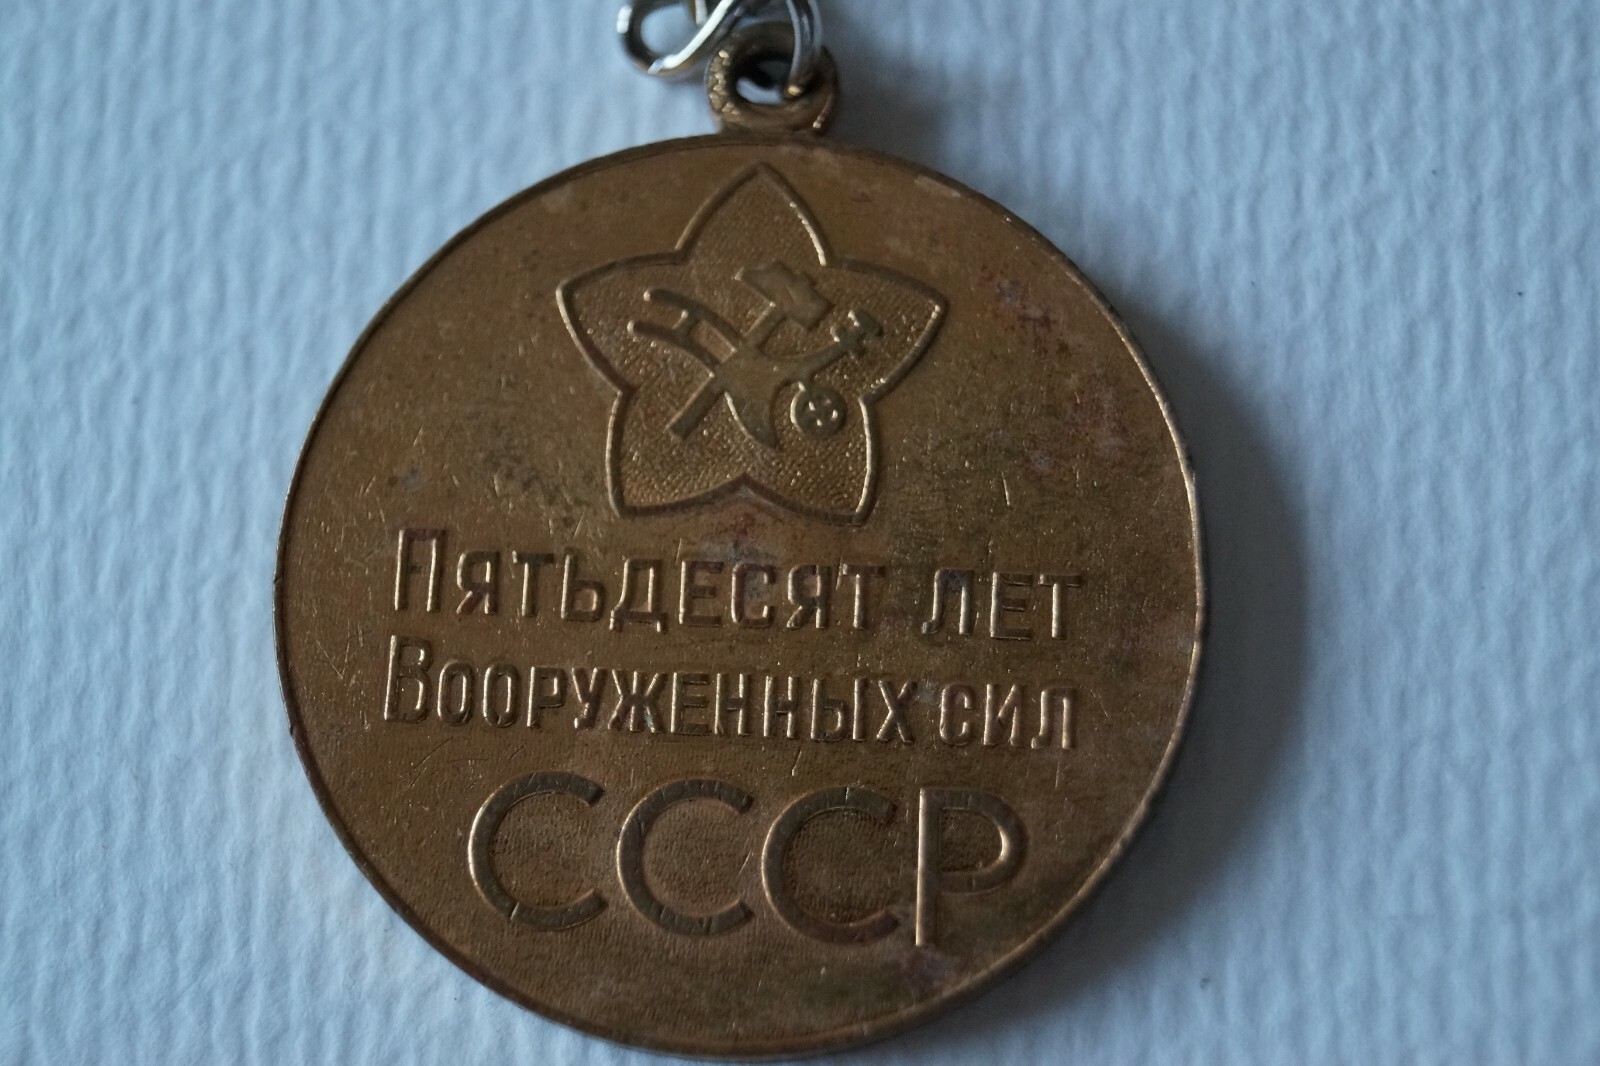 Пятьдесят лет
Вооруженных сил
СССР